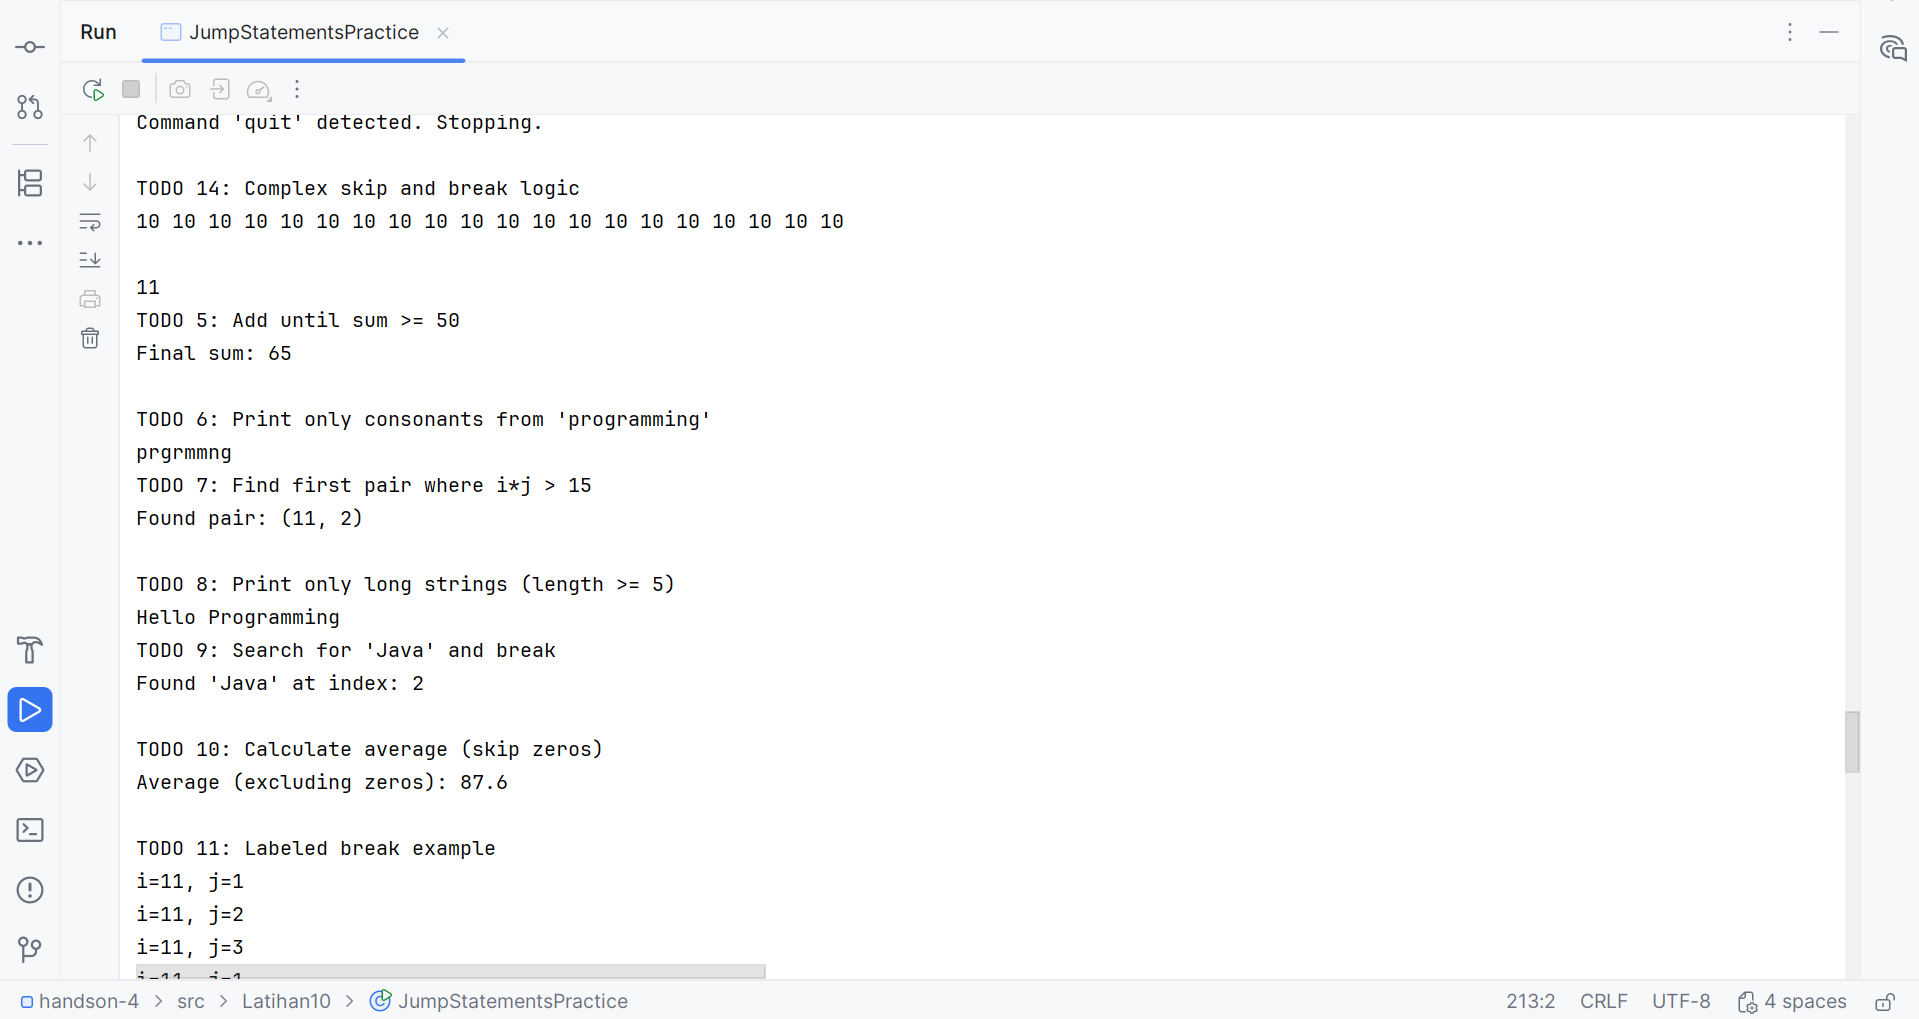 Run JumpStatementsPractice
Command 'quit' detected. Stopping.
TODO 14: Complex skip and break logic
10 10 10 10 10 10 10 10 10 10 10 10 10 10 10 10 10 10 10 10
11
TODO 5: Add until sum >= 50
Final sum: 65
TODO 6: Print only consonants from 'programming'
prgrmmng
TODO 7: Find first pair where i*j > 15
Found pair: (11, 2)
TODO 8: Print only long strings (length >= 5)
Hello Programming
TODO 9: Search for 'Java' and break
Found 'Java' at index: 2
TODO 10: Calculate average (skip zeros)
Average (excluding zeros): 87.6
TODO 11: Labeled break example
i=11, j=1
i=11, j=2
i=11, j=3
i=11, j=1
handson-4 > src > Latihan10 > JumpStatementsPractice 213:2 CRLF UTF-8 4 spaces